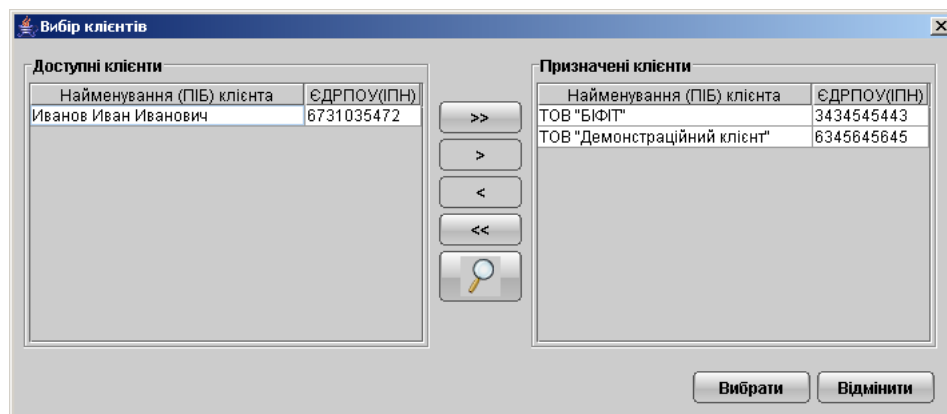 Вибір клієнтів
Доступні клієнти
Найменування (ПІБ) клієнта ЄДРПОУ(ІПН)
Иванов Иван Иванович 6731035472
>>
>
<
<<
Призначені клієнти
Найменування (ПІБ) клієнта ЄДРПОУ(ІПН)
ТОВ "БІФІТ" 3434545443
ТОВ "Демонстраційний клієнт" 6345645645
Вибрати Відмінити